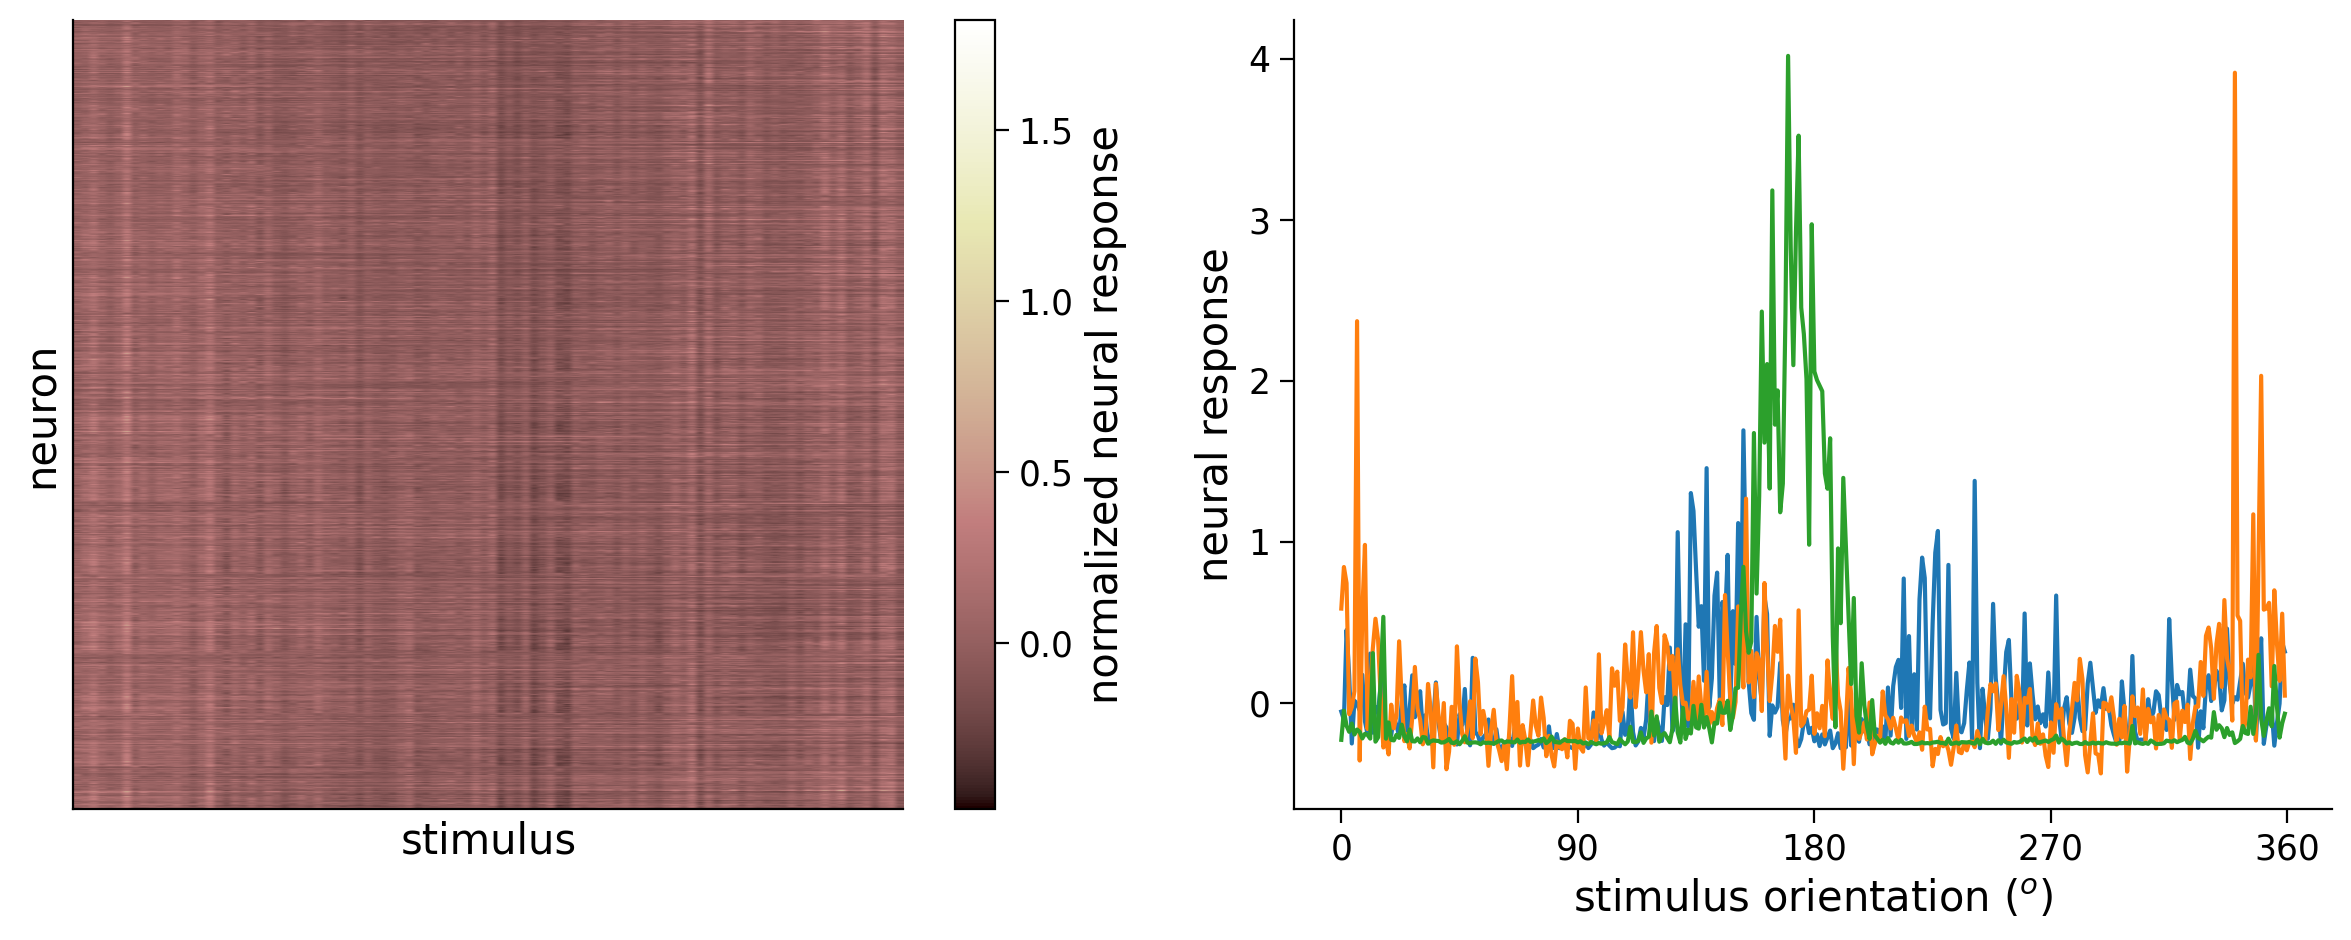 neuron
stimulus
1.5
1.0
0.5
0.0
normalized neural response
neural response
4
3
2
1
0
0 90 180 270 360
stimulus orientation (o)